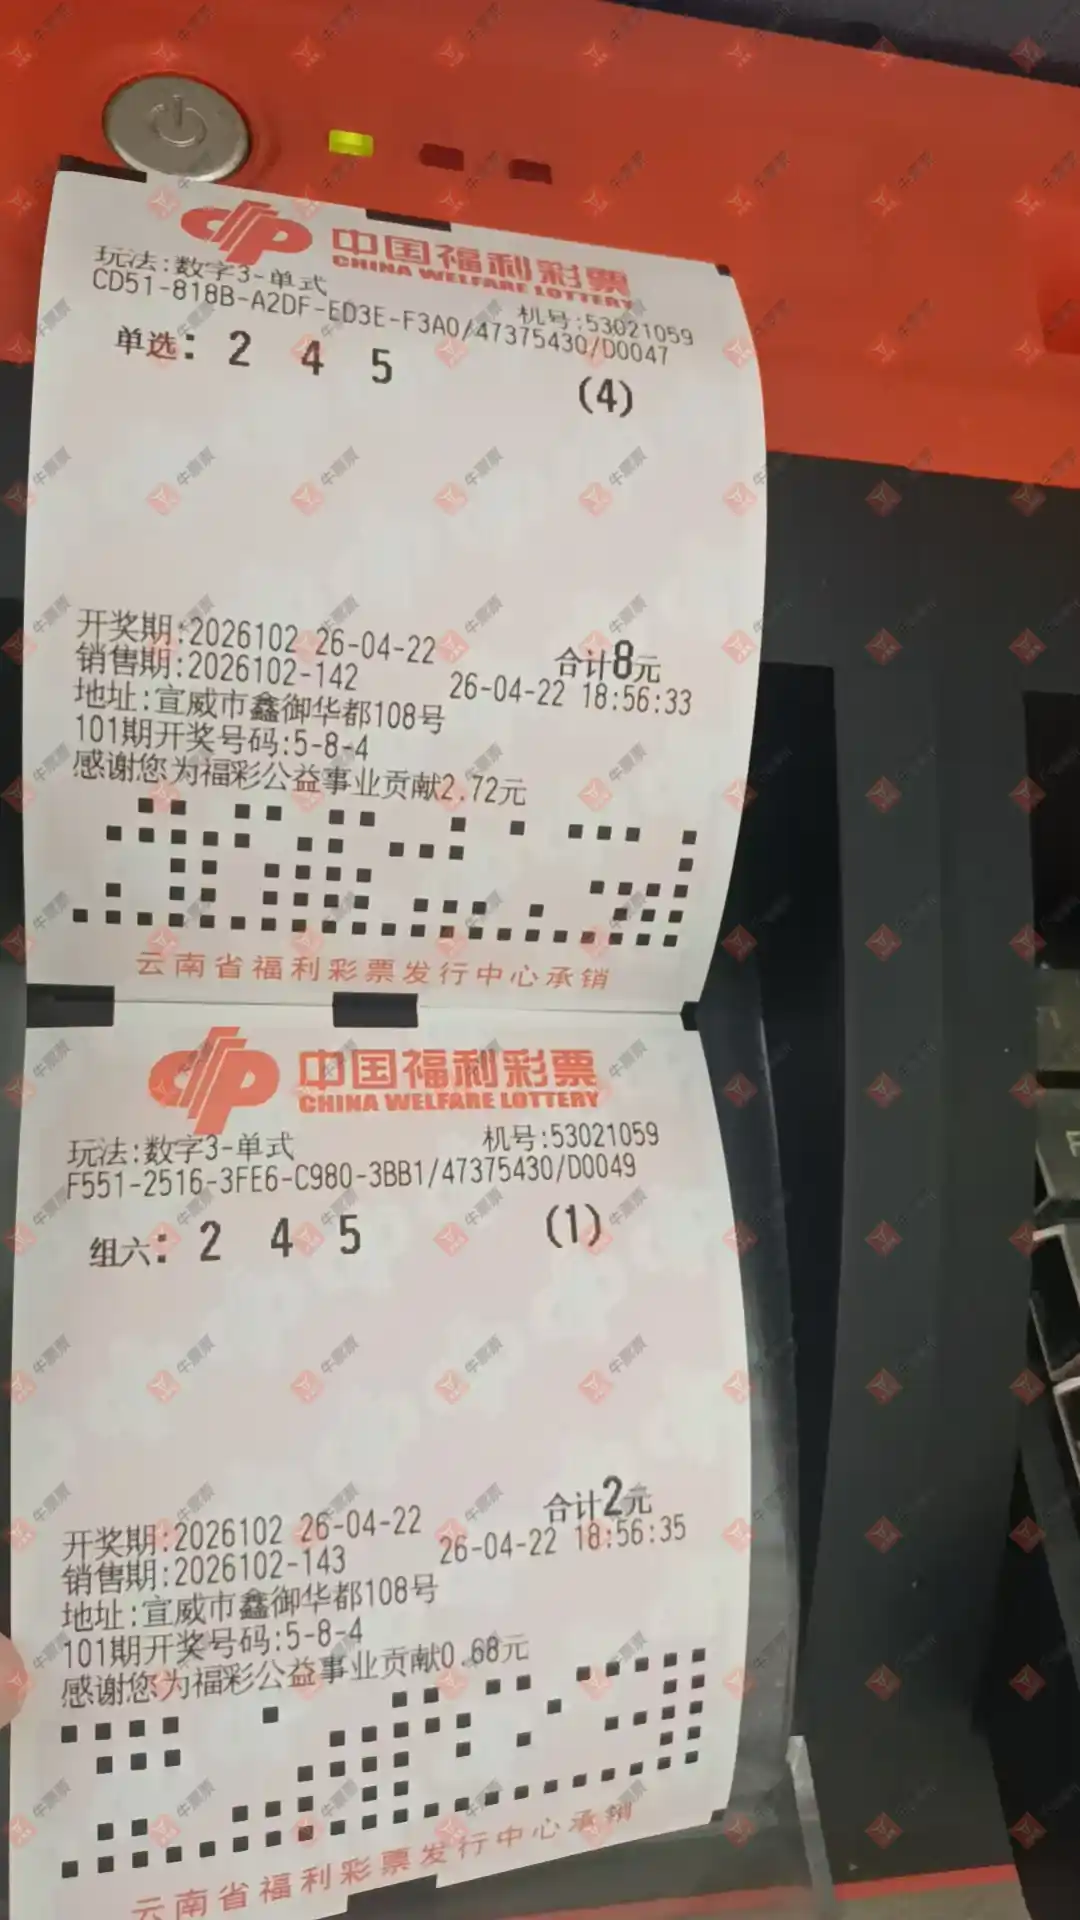 中国福利彩票
CHINA WELFARE LOTTERY
玩法:数字3-单式 机号:53021059
CD51-818B-A2DF-ED3E-F3A0/47375430/D0047
单选: 2 4 5 (4)
开奖期:2026102 26-04-22 合计8元
销售期:2026102-142 26-04-22 18:56:33
地址:宣威市鑫御华都108号
101期开奖号码:5-8-4
感谢您为福彩公益事业贡献2.72元
云南省福利彩票发行中心承销
中国福利彩票
CHINA WELFARE LOTTERY
玩法:数字3-单式 机号:53021059
F551-2516-3FE6-C980-3BB1/47375430/D0049
组六: 2 4 5 (1)
开奖期:2026102 26-04-22 合计2元
销售期:2026102-143 26-04-22 18:56:35
地址:宣威市鑫御华都108号
101期开奖号码:5-8-4
感谢您为福彩公益事业贡献0.68元
云南省福利彩票发行中心承销